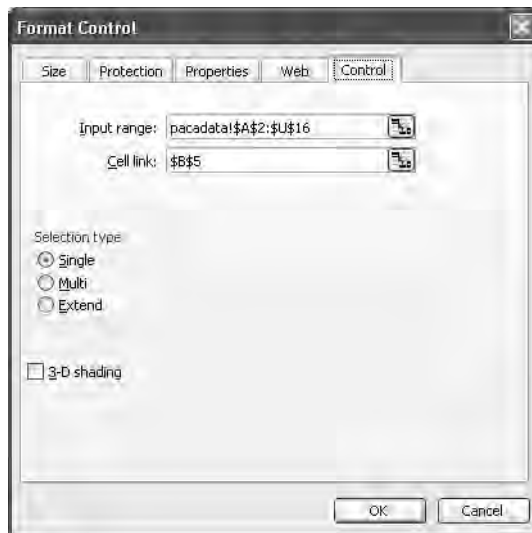 Format Control
Size Protection Properties Web Control
Input range: pacadata!$A$2:$U$16
Cell link: $B$5
Selection type
Single
Multi
Extend
3-D shading
OK Cancel